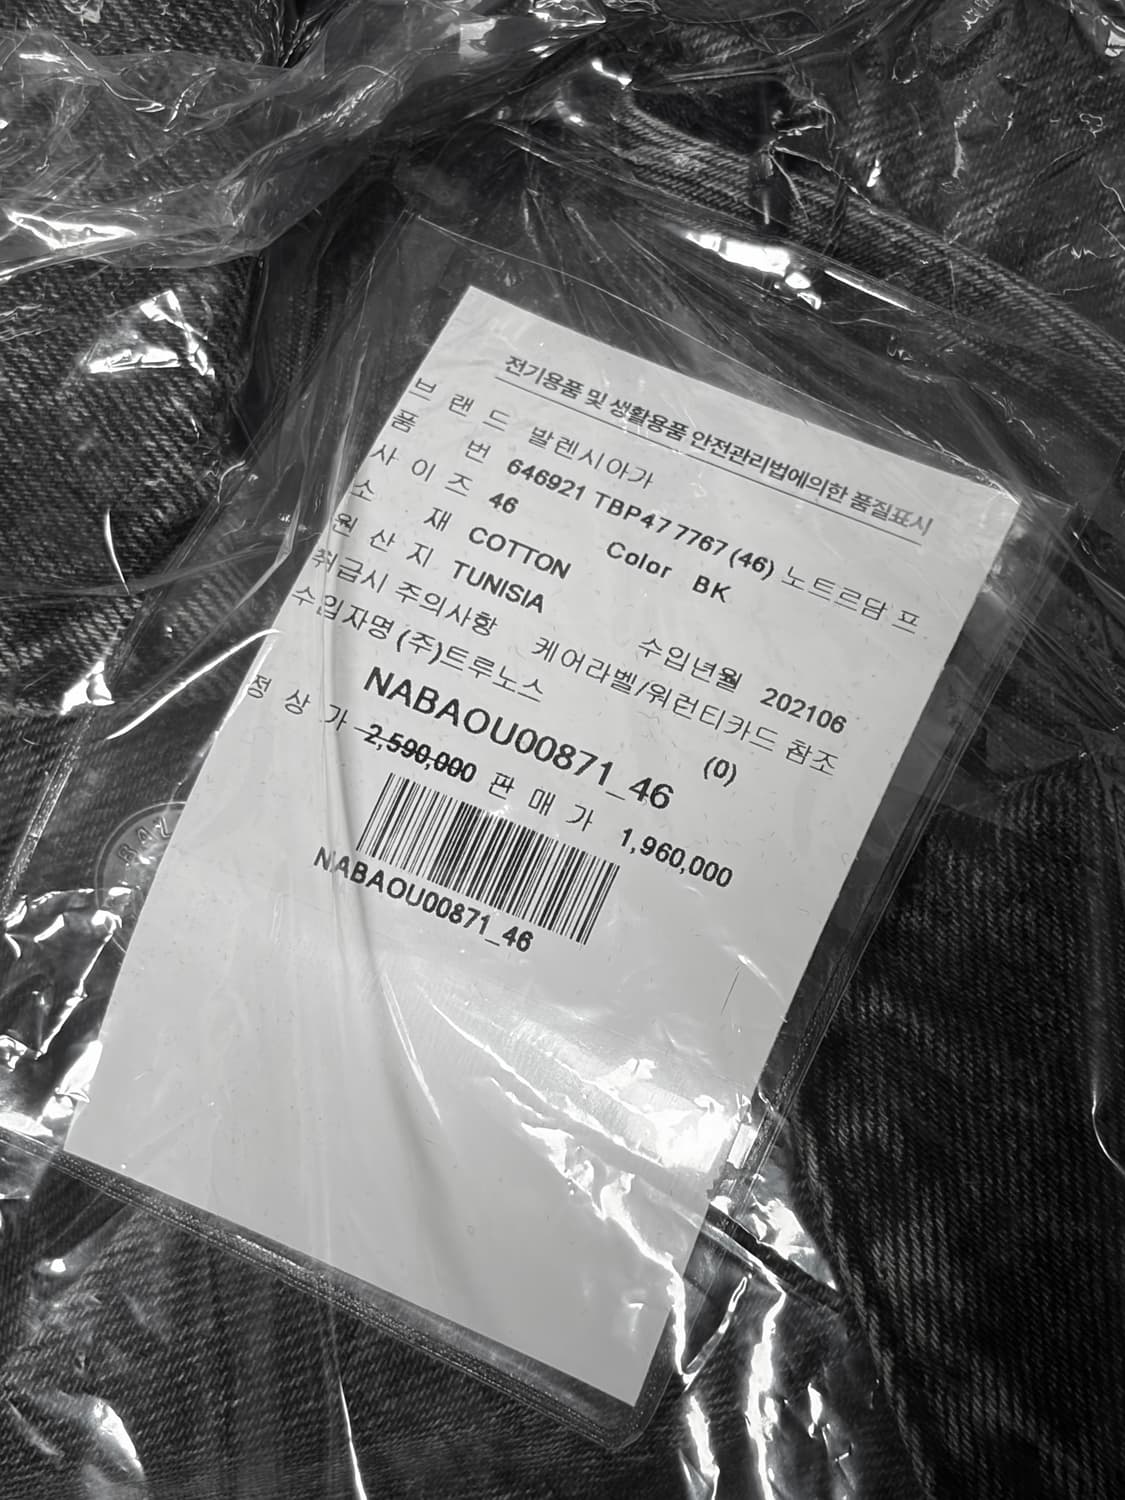 전기용품 및 생활용품 안전관리법에의한 품질표시
브 랜 드 발렌시아가
품 번 646921 TBP47 7767 (46) 노트르담 프
사 이 즈 46 Color BK
소 재 COTTON
원 산 지 TUNISIA 수입년월 202106
취급시 주의사항 케어라벨/워런티카드 참조
수입자명 (주)트루노스 (0)
NABAOU00871_46
정 상 가 2,590,000 판 매 가 1,960,000
NABAOU00871_46